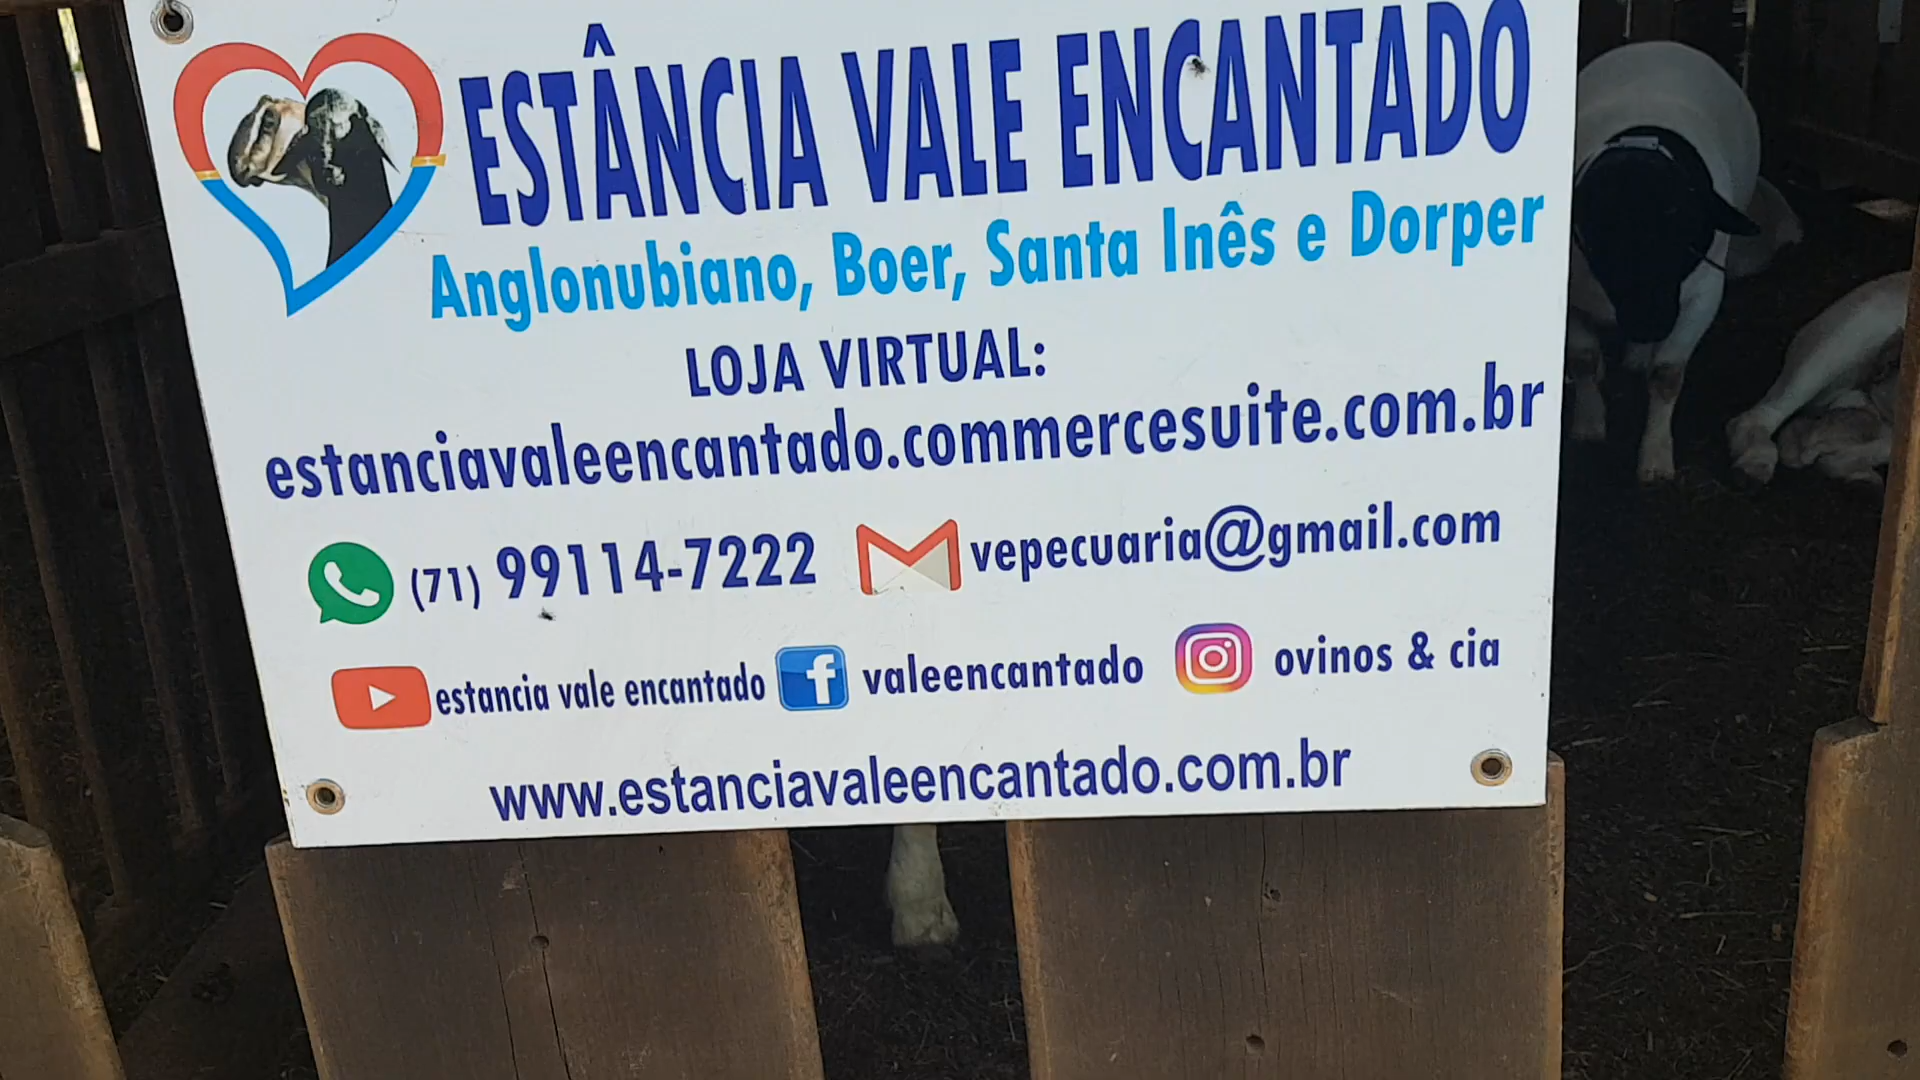 ESTÂNCIA VALE ENCANTADO
Anglonubiano, Boer, Santa Inês e Dorper
LOJA VIRTUAL:
estanciavaleencantado.commercesuite.com.br
(71) 99114-7222 vepecuaria@gmail.com
estancia vale encantado f valeencantado ovinos & cia
www.estanciavaleencantado.com.br